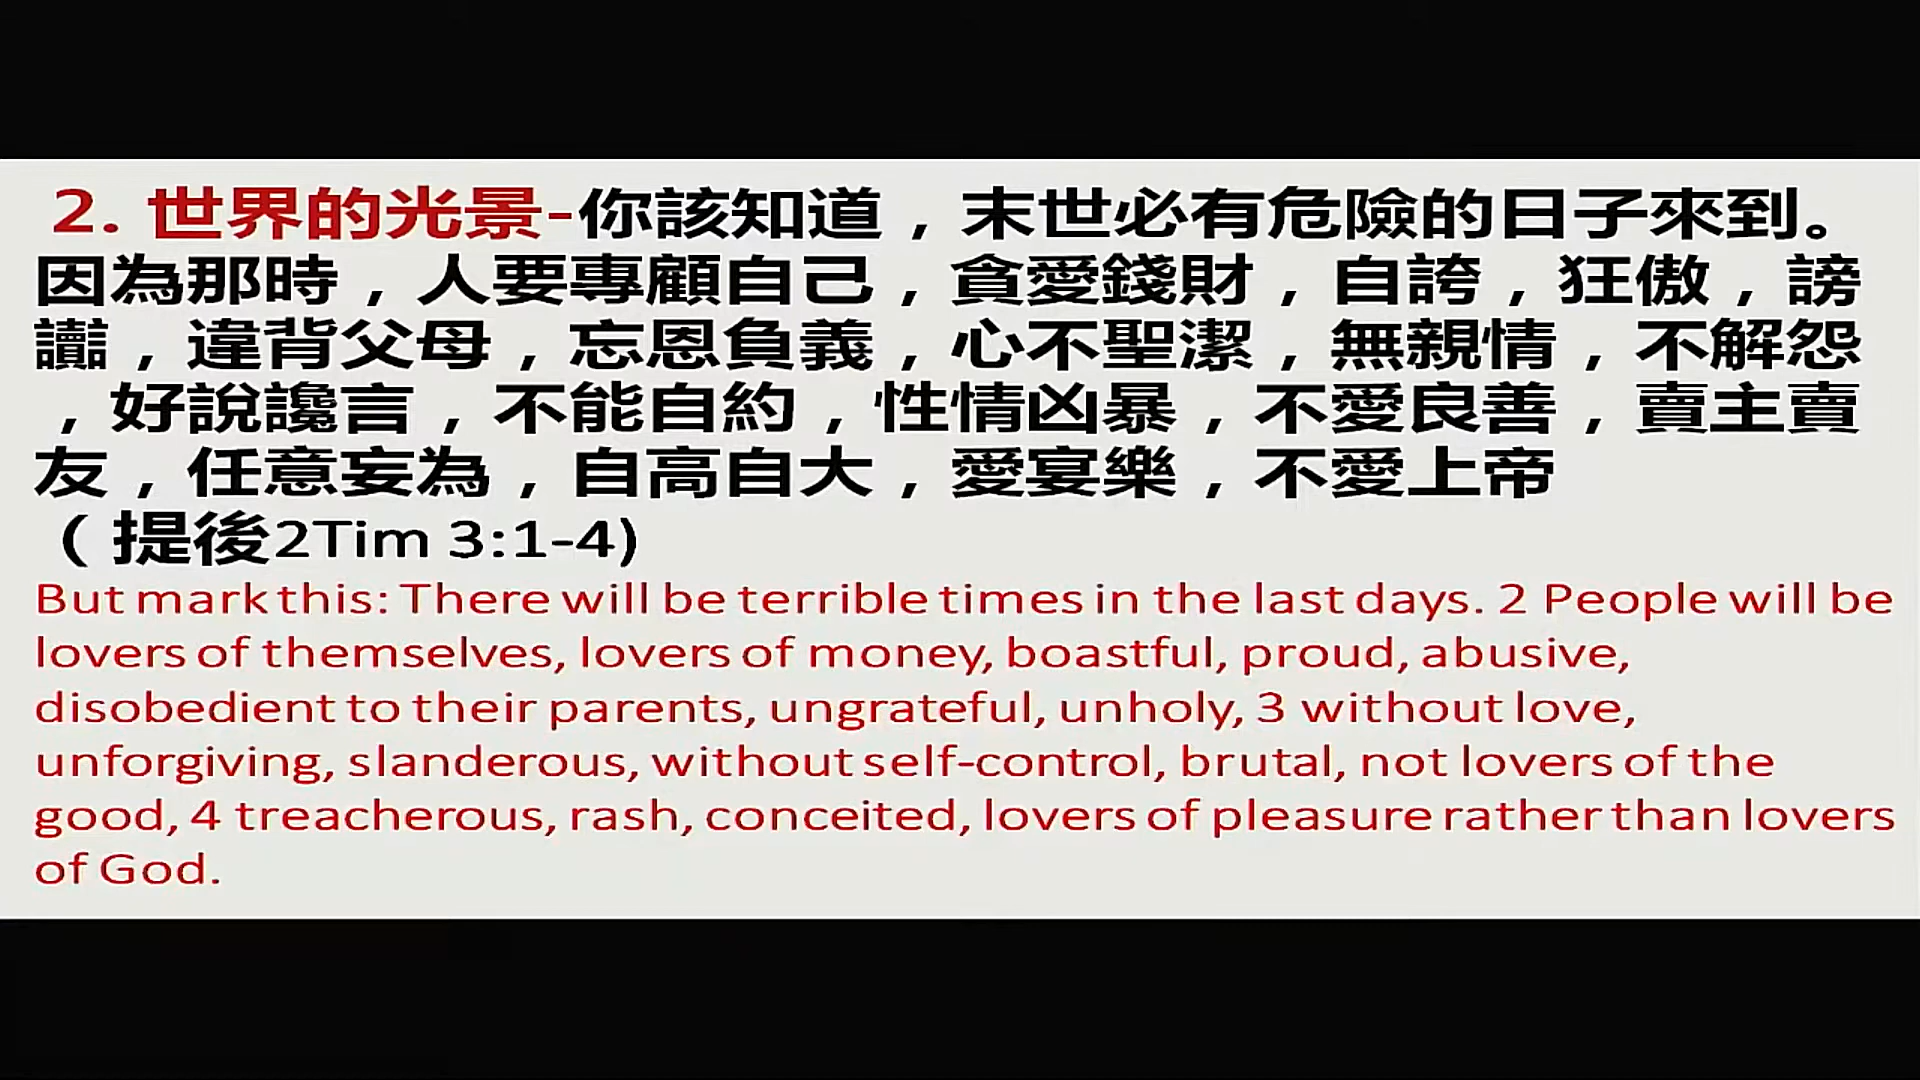 2. 世界的光景-你該知道，末世必有危險的日子來到。
因為那時，人要專顧自己，貪愛錢財，自誇，狂傲，謗
讟，違背父母，忘恩負義，心不聖潔，無親情，不解怨
，好說讒言，不能自約，性情凶暴，不愛良善，賣主賣
友，任意妄為，自高自大，愛宴樂，不愛上帝
（提後2Tim 3:1-4)
But mark this: There will be terrible times in the last days. 2 People will be
lovers of themselves, lovers of money, boastful, proud, abusive,
disobedient to their parents, ungrateful, unholy, 3 without love,
unforgiving, slanderous, without self-control, brutal, not lovers of the
good, 4 treacherous, rash, conceited, lovers of pleasure rather than lovers
of God.